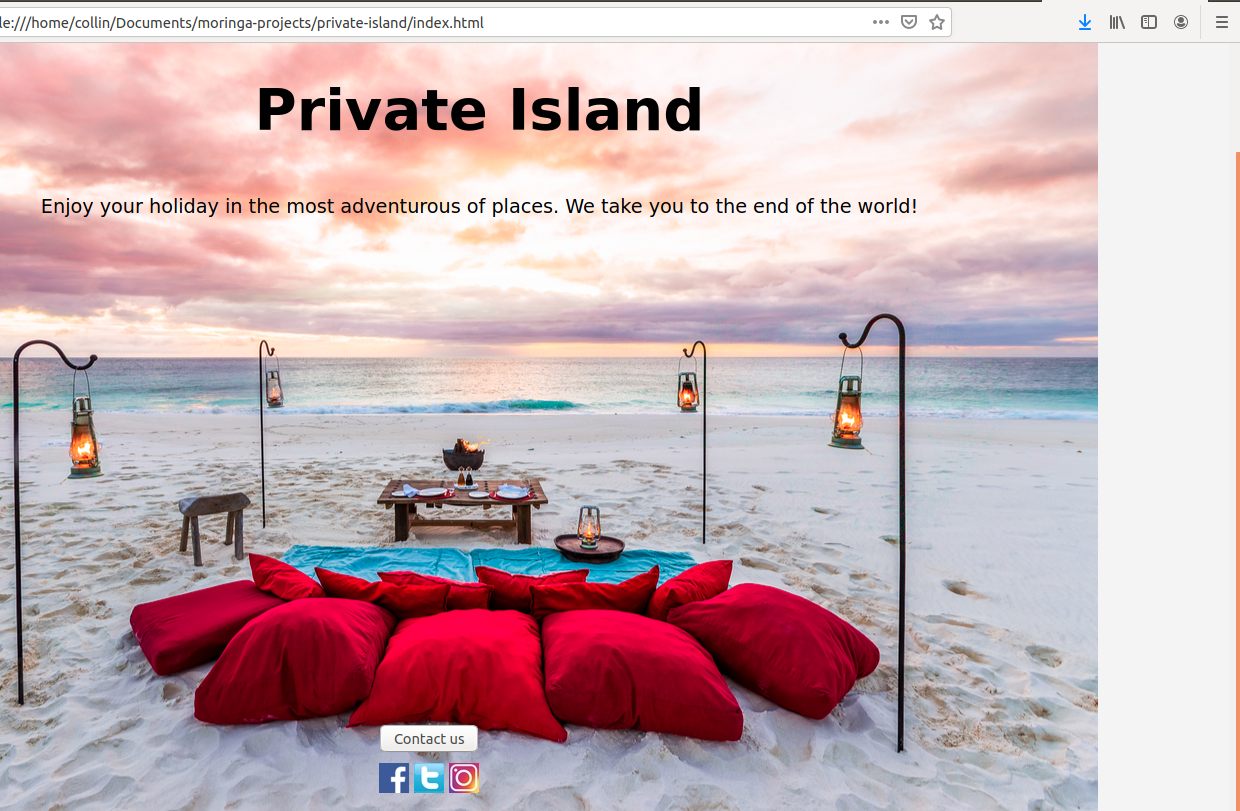 le:///home/collin/Documents/moringa-projects/private-island/index.html
Private Island
Enjoy your holiday in the most adventurous of places. We take you to the end of the world!
Contact us